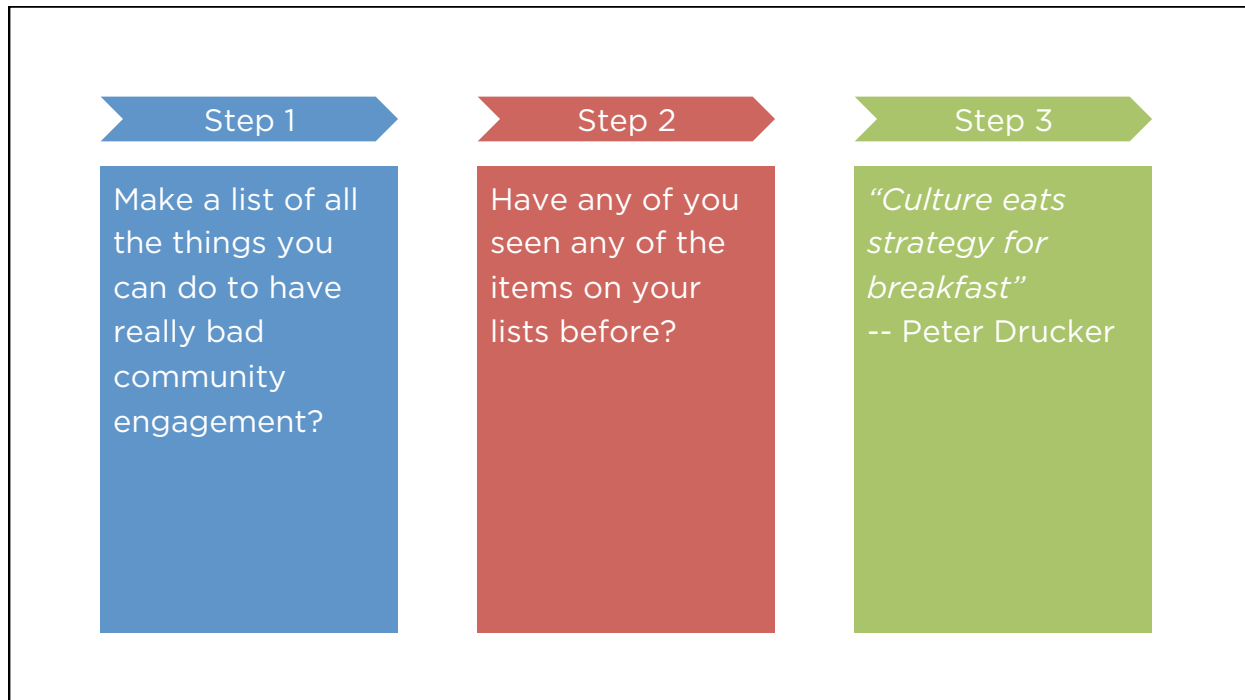 Step 1
Make a list of all
the things you
can do to have
really bad
community
engagement?
Step 2
Have any of you
seen any of the
items on your
lists before?
Step 3
“Culture eats
strategy for
breakfast”
-- Peter Drucker